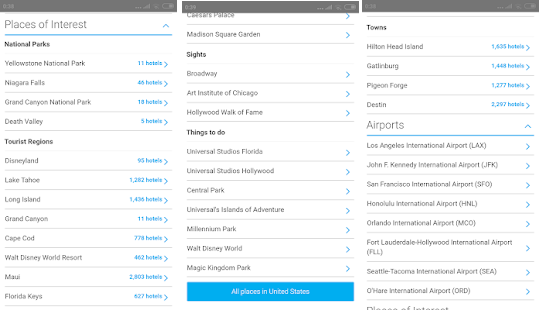 8:38
Places of Interest
National Parks
Yellowstone National Park 11 hotels
Niagara Falls 46 hotels
Grand Canyon National Park 18 hotels
Death Valley 5 hotels
Tourist Regions
Disneyland 95 hotels
Lake Tahoe 1,282 hotels
Long Island 1,436 hotels
Grand Canyon 11 hotels
Cape Cod 778 hotels
Walt Disney World Resort 462 hotels
Maui 2,803 hotels
Florida Keys 627 hotels
8:39
Caesars Palace
Madison Square Garden
Sights
Broadway
Art Institute of Chicago
Hollywood Walk of Fame
Things to do
Universal Studios Florida
Universal Studios Hollywood
Central Park
Universal's Islands of Adventure
Millennium Park
Walt Disney World
Magic Kingdom Park
All places in United States
8:38
Towns
Hilton Head Island 1,635 hotels
Gatlinburg 1,448 hotels
Pigeon Forge 1,277 hotels
Destin 2,297 hotels
Airports
Los Angeles International Airport (LAX)
John F. Kennedy International Airport (JFK)
San Francisco International Airport (SFO)
Honolulu International Airport (HNL)
Orlando International Airport (MCO)
Fort Lauderdale-Hollywood International Airport
(FLL)
Seattle-Tacoma International Airport (SEA)
O'Hare International Airport (ORD)
Places of Interest